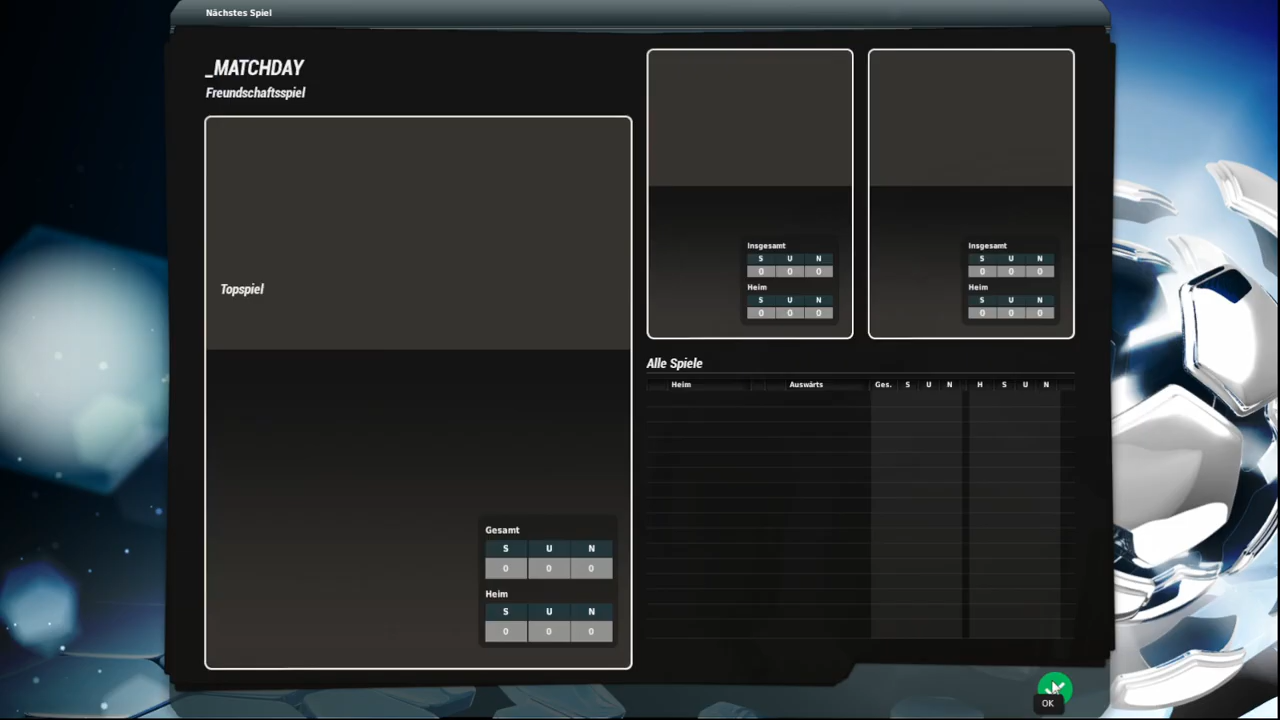 Nächstes Spiel
_MATCHDAY
Freundschaftsspiel
Topspiel
Gesamt
S U N
0 0 0
Heim
S U N
0 0 0
Insgesamt
S U N
0 0 0
Heim
S U N
0 0 0
Insgesamt
S U N
0 0 0
Heim
S U N
0 0 0
Alle Spiele
Heim Auswärts Ges. S U N H S U N
OK